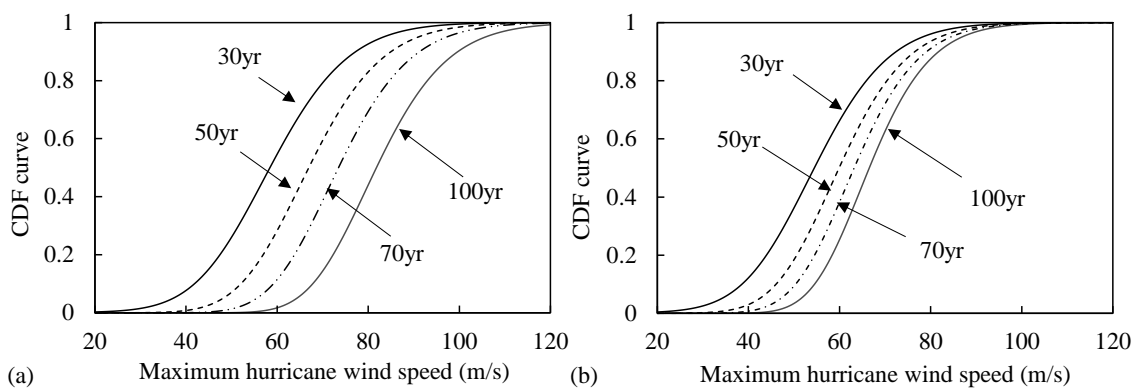 1
0.8
0.6
0.4
0.2
0
CDF curve
30yr
50yr
100yr
70yr
20 40 60 80 100 120
(a) Maximum hurricane wind speed (m/s)
1
0.8
0.6
0.4
0.2
0
CDF curve
30yr
50yr
100yr
70yr
20 40 60 80 100 120
(b) Maximum hurricane wind speed (m/s)